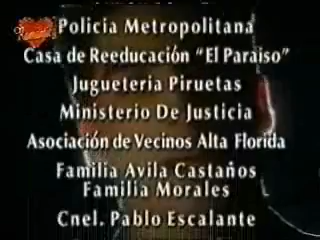 Policia Metropolitana
Casa de Reeducación "El Paraiso"
Jugueteria Piruetas
Ministerio De Justicia
Asociación de Vecinos Alta Florida
Familia Avila Castaños
Familia Morales
Cnel. Pablo Escalante